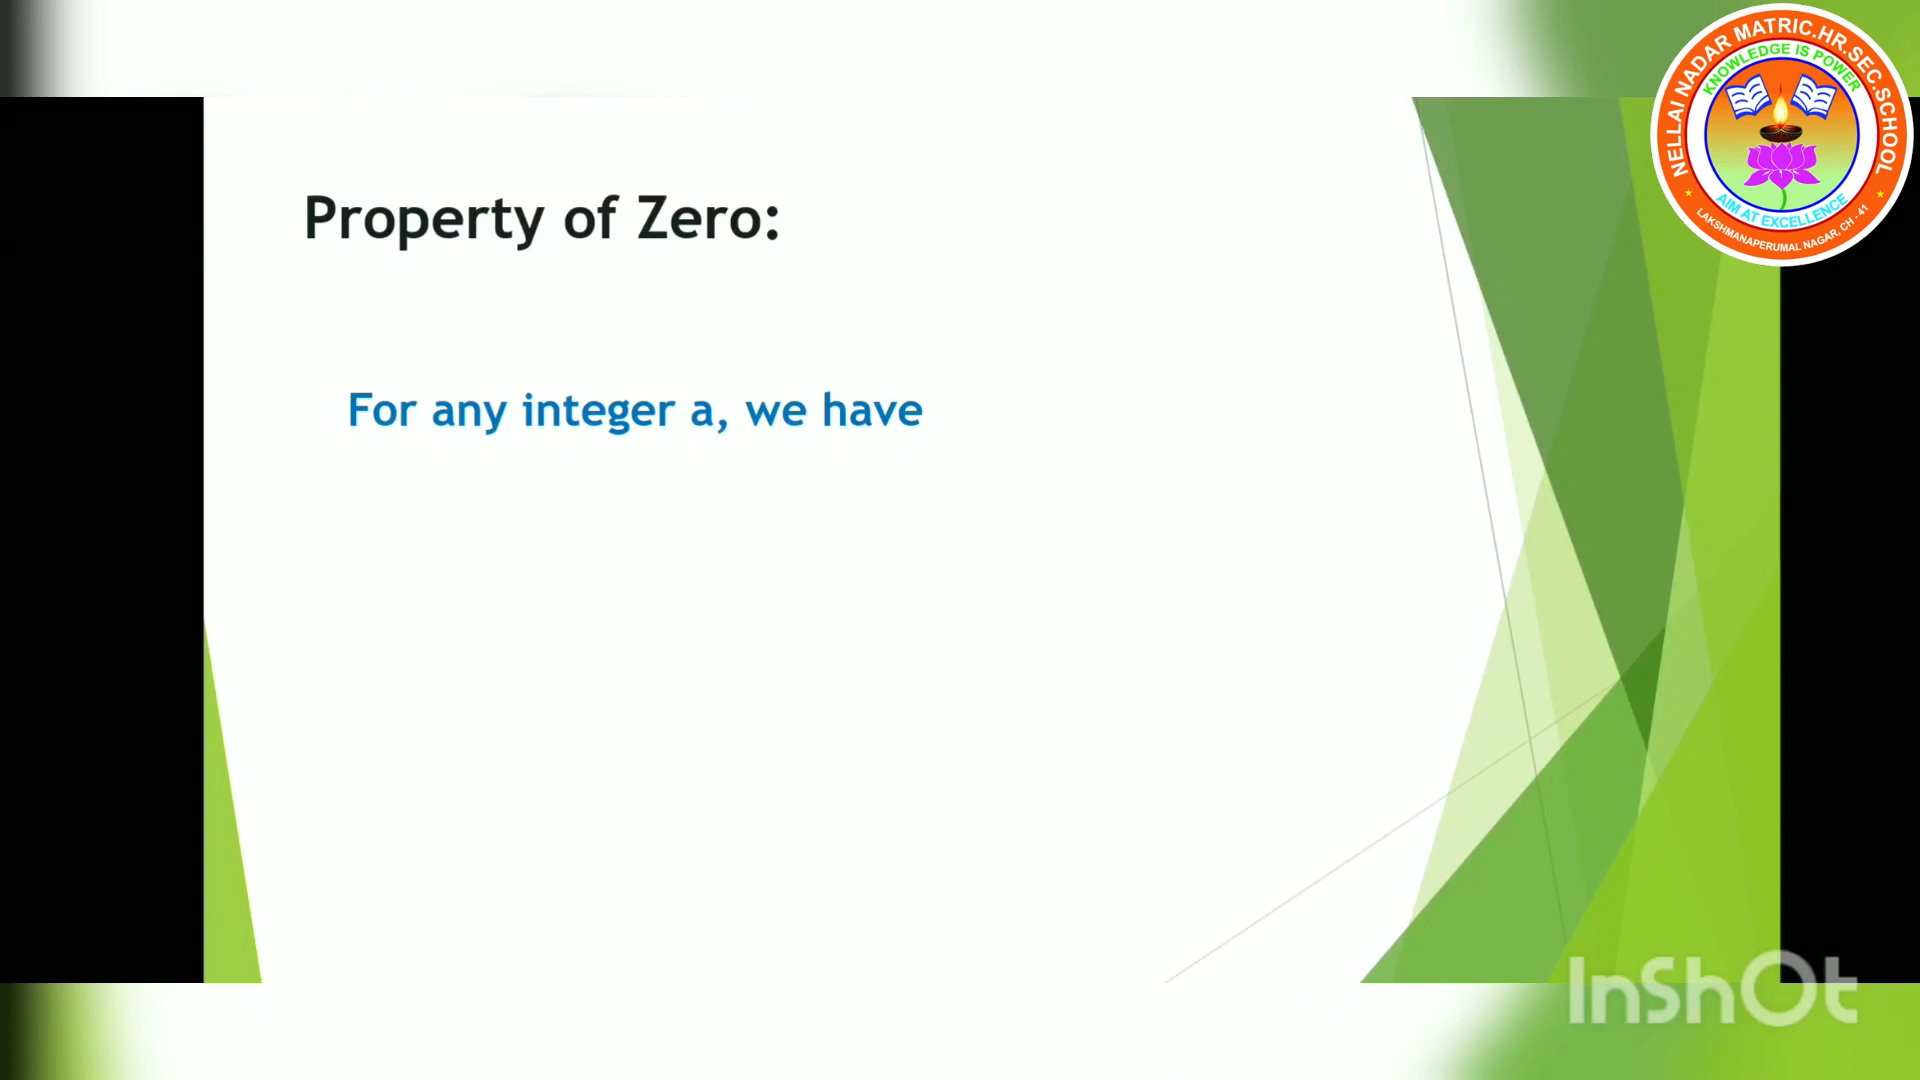 NELLAI NADAR MATRIC.HR.SEC.SCHOOL
KNOWLEDGE IS POWER
AIM AT EXCELLENCE
LAKSHMANAPERUMAL NAGAR, CH - 41
Property of Zero:
For any integer a, we have
InShOt